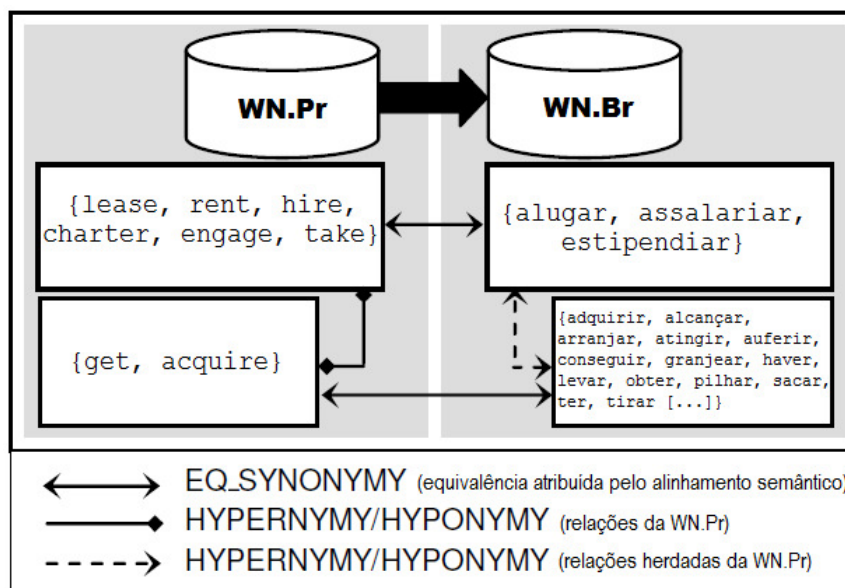 WN.Pr
WN.Br
{lease, rent, hire,
charter, engage, take}
{alugar, assalariar,
estipendiar}
{get, acquire}
{adquirir, alcançar,
arranjar, atingir, auferir,
conseguir, granjear, haver,
levar, obter, pilhar, sacar,
ter, tirar [...]}
EQ_SYNONYMY (equivalência atribuída pelo alinhamento semântico)
HYPERNYMY/HYPONYMY (relações da WN.Pr)
HYPERNYMY/HYPONYMY (relações herdadas da WN.Pr)